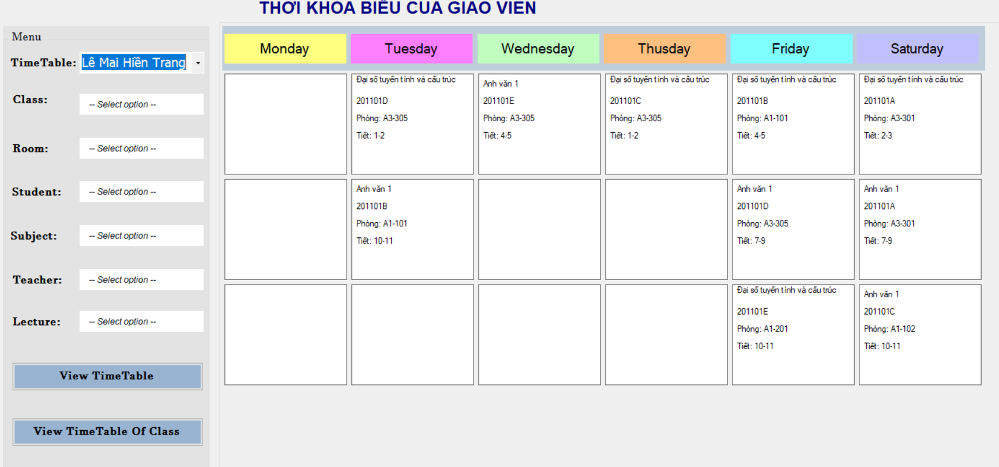 THỜI KHÓA BIỂU CỦA GIÁO VIÊN
Menu
TimeTable: Lê Mai Hiền Trang
Class: -- Select option --
Room: -- Select option --
Student: -- Select option --
Subject: -- Select option --
Teacher: -- Select option --
Lecture: -- Select option --
View TimeTable
View TimeTable Of Class
Monday
Tuesday
Wednesday
Thusday
Friday
Saturday
Đại số tuyến tính và cấu trúc
201101D
Phòng: A3-305
Tiết: 1-2
Anh văn 1
201101E
Phòng: A3-305
Tiết: 4-5
Đại số tuyến tính và cấu trúc
201101C
Phòng: A3-305
Tiết: 1-2
Đại số tuyến tính và cấu trúc
201101B
Phòng: A1-101
Tiết: 4-5
Đại số tuyến tính và cấu trúc
201101A
Phòng: A3-301
Tiết: 2-3
Anh văn 1
201101B
Phòng: A1-101
Tiết: 10-11
Anh văn 1
201101D
Phòng: A3-305
Tiết: 7-9
Anh văn 1
201101A
Phòng: A3-301
Tiết: 7-9
Đại số tuyến tính và cấu trúc
201101E
Phòng: A1-201
Tiết: 10-11
Anh văn 1
201101C
Phòng: A1-102
Tiết: 10-11